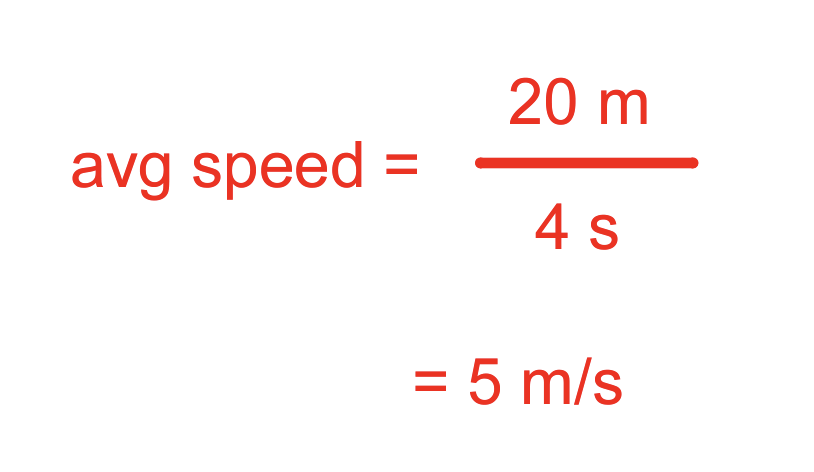 20 m
avg speed =
4 s
= 5 m/s